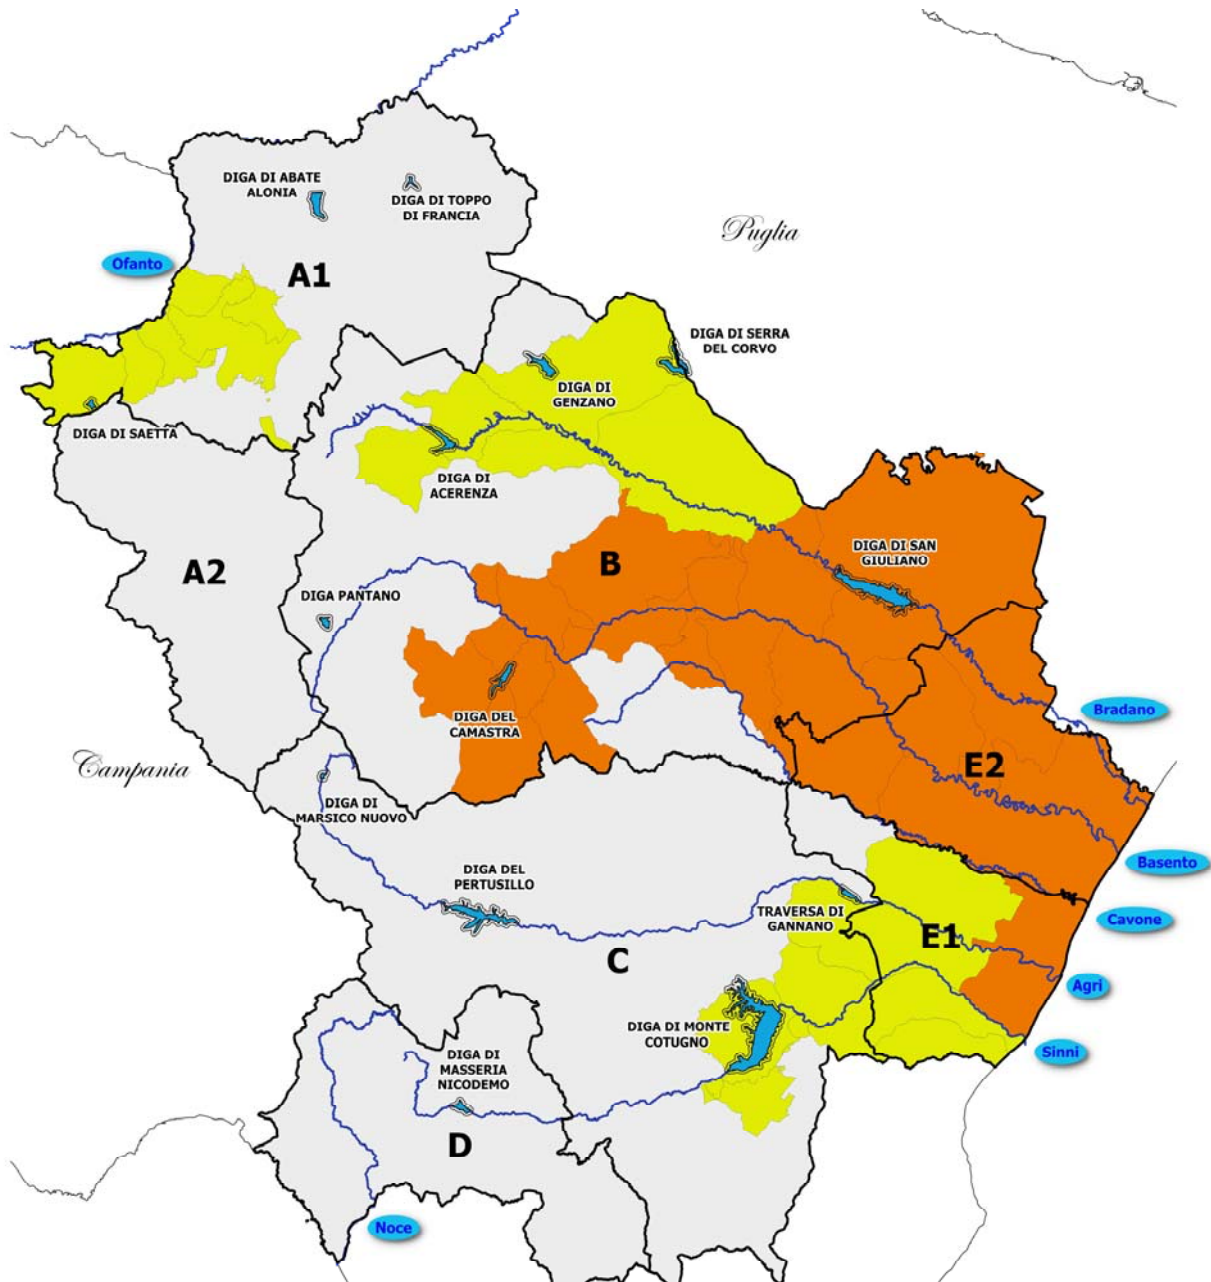 DIGA DI ABATE
ALONIA
DIGA DI TOPPO
DI FRANCIA
Puglia
Ofanto
A1
DIGA DI SERRA
DEL CORVO
DIGA DI
GENZANO
DIGA DI SAETTA
DIGA DI
ACERENZA
A2
B
DIGA DI SAN
GIULIANO
DIGA PANTANO
Bradano
DIGA DEL
CAMASTRA
Campania
E2
DIGA DI
MARSICO NUOVO
Basento
DIGA DEL
PERTUSILLO
TRAVERSA DI
GANNANO
Cavone
E1
C
Agri
DIGA DI MONTE
COTUGNO
Sinni
DIGA DI
MASSERIA
NICODEMO
D
Noce